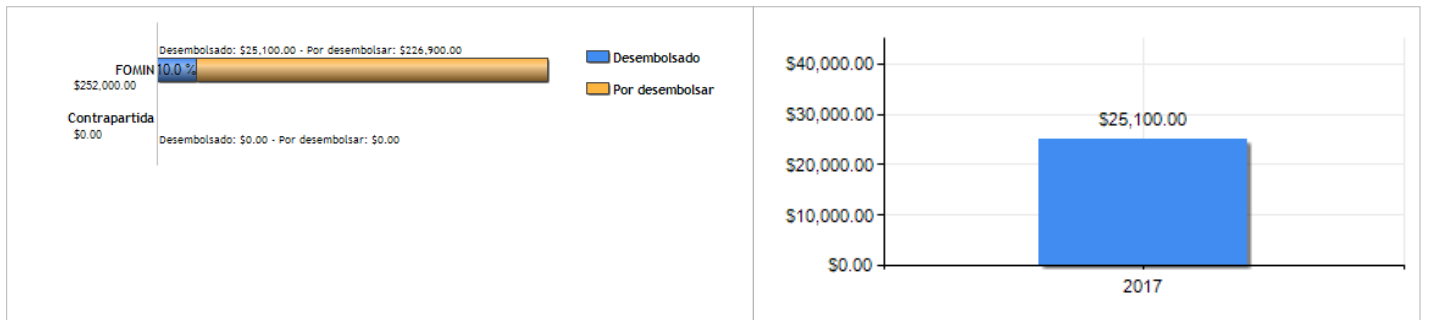 Desembolsado: $25,100.00 - Por desembolsar: $226,900.00
FOMIN
10.0 %
$252,000.00
Contrapartida
$0.00
Desembolsado: $0.00 - Por desembolsar: $0.00
Desembolsado
Por desembolsar
$40,000.00
$30,000.00
$20,000.00
$10,000.00
$0.00
$25,100.00
2017